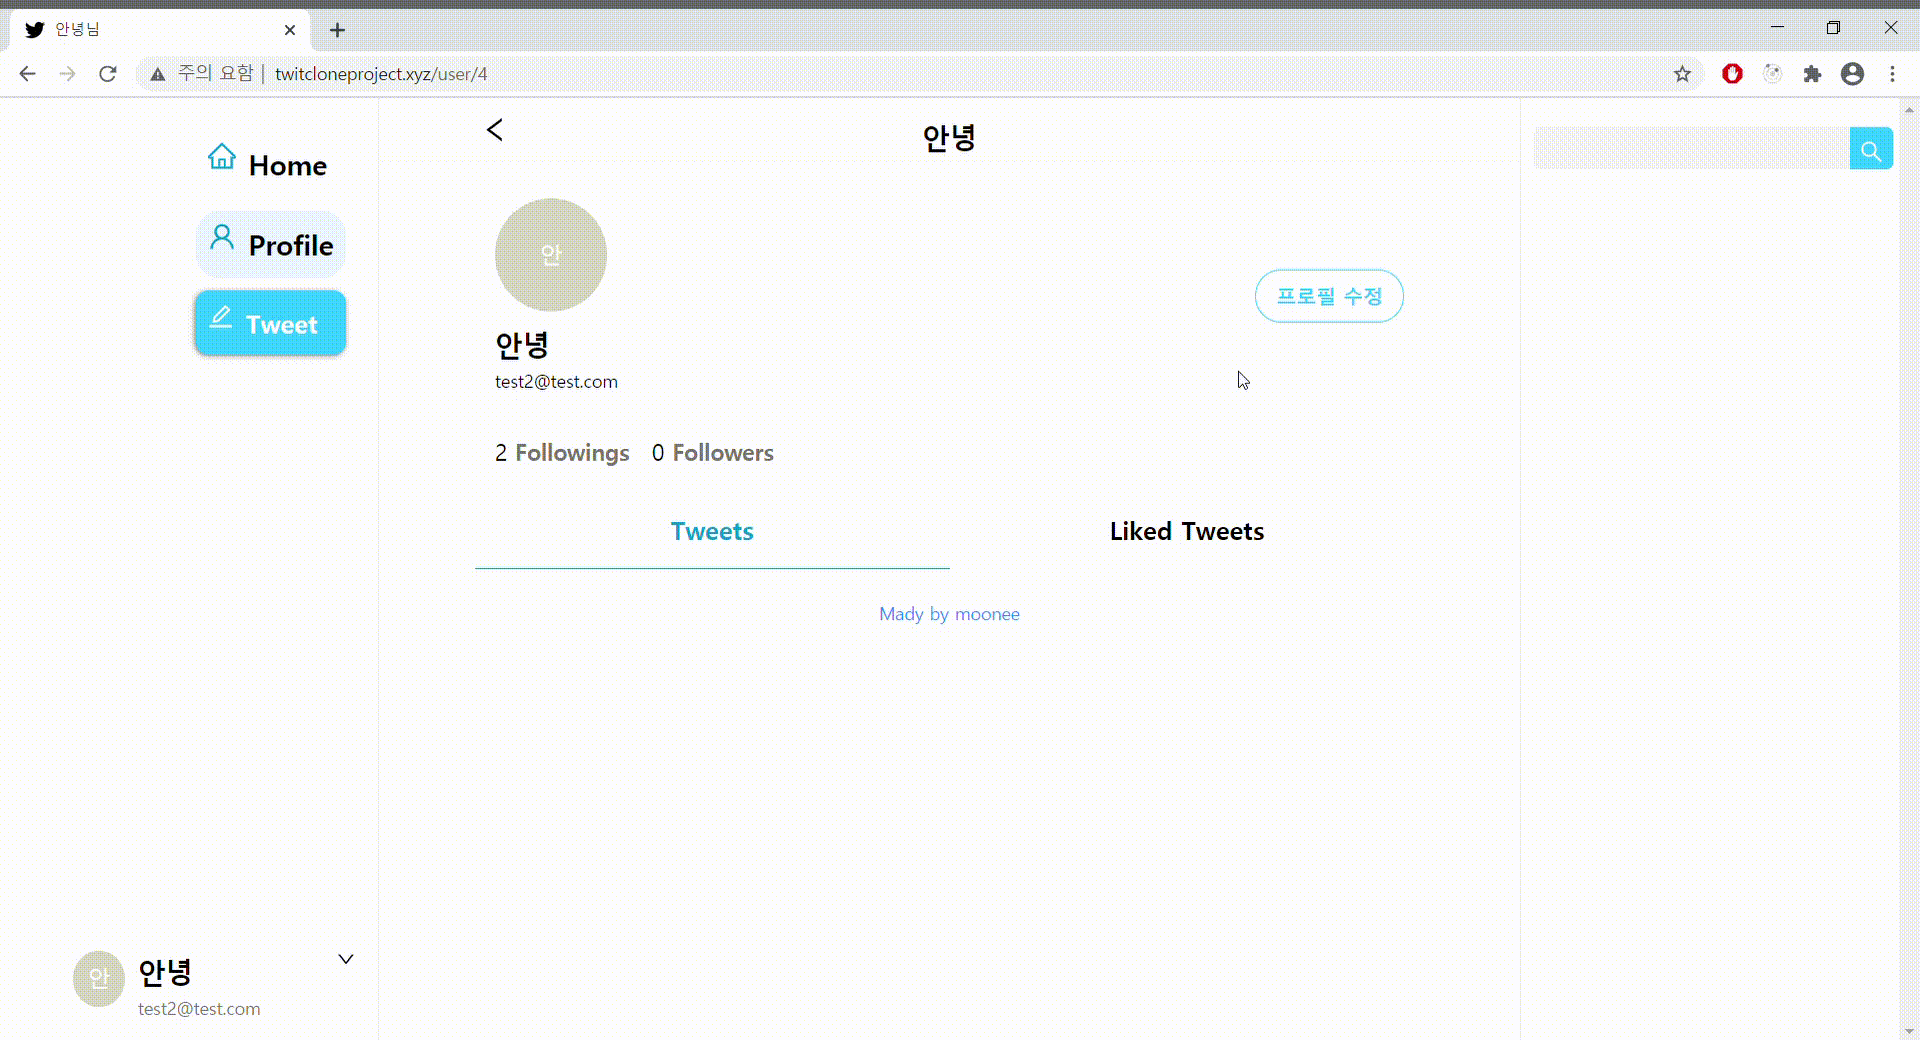 안녕님
주의 요함 | twitcloneproject.xyz/user/4
Home
Profile
Tweet
안녕
안
프로필 수정
안녕
test2@test.com
2 Followings 0 Followers
Tweets Liked Tweets
Mady by moonee
안
안녕
test2@test.com